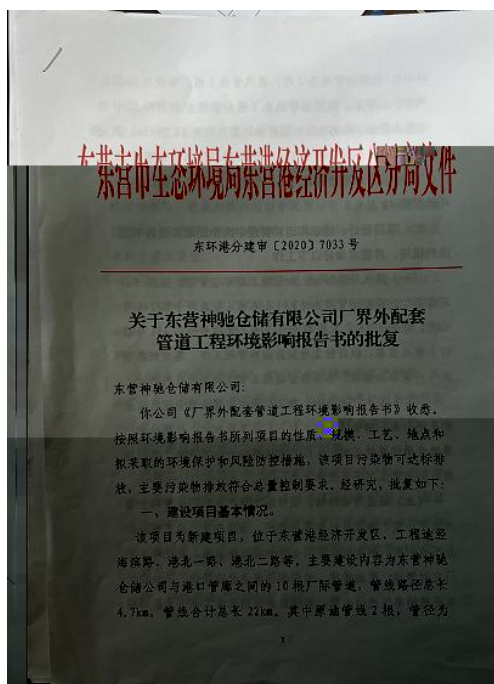 东营市生态环境局东营港经济开发区分局文件
东环港分建审〔2020〕7033号
关于东营神驰仓储有限公司厂界外配套
管道工程环境影响报告书的批复
东营神驰仓储有限公司:
你公司《厂界外配套管道工程环境影响报告书》收悉。
按照环境影响报告书所列项目的性质、规模、工艺、地点和
拟采取的环境保护和风险防控措施,该项目污染物可达标排
放,主要污染物排放符合总量控制要求。经研究,批复如下:
一、建设项目基本情况。
该项目为新建项目,位于东营港经济开发区,工程途经
海滨路、港北一路、港北二路等,主要建设内容为东营神驰
仓储公司与港口管廊之间的10根厂际管道,管线路径总长
4.7km,管线合计总长22km。其中原油管线2根,管径为
1